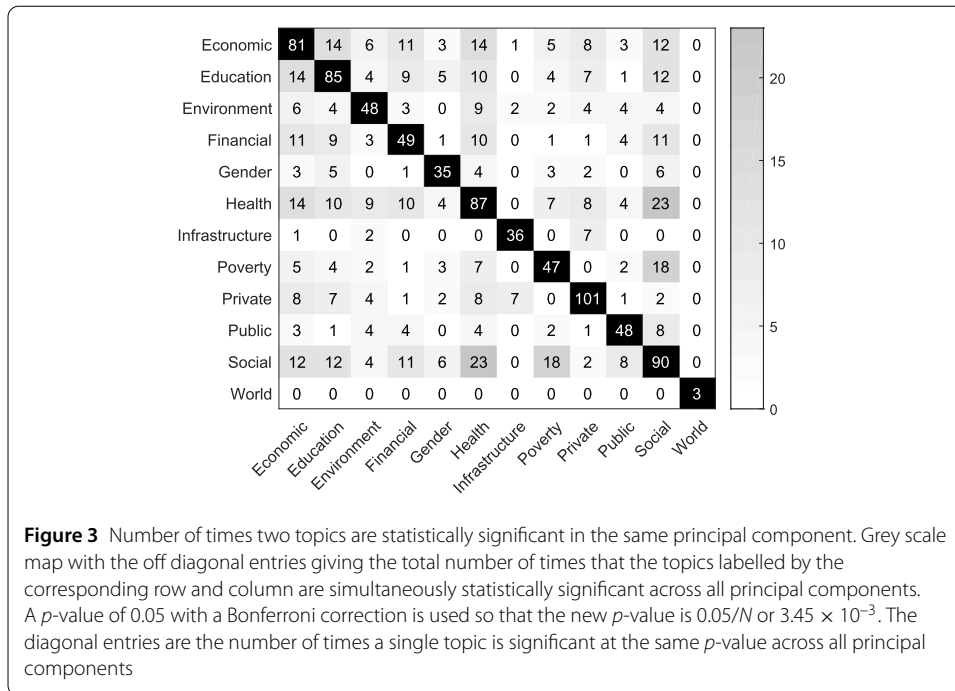 Economic 81 14 6 11 3 14 1 5 8 3 12 0
Education 14 85 4 9 5 10 0 4 7 1 12 0
Environment 6 4 48 3 0 9 2 2 4 4 4 0
Financial 11 9 3 49 1 10 0 1 1 4 11 0
Gender 3 5 0 1 35 4 0 3 2 0 6 0
Health 14 10 9 10 4 87 0 7 8 4 23 0
Infrastructure 1 0 2 0 0 0 36 0 7 0 0 0
Poverty 5 4 2 1 3 7 0 47 0 2 18 0
Private 8 7 4 1 2 8 7 0 101 1 2 0
Public 3 1 4 4 0 4 0 2 1 48 8 0
Social 12 12 4 11 6 23 0 18 2 8 90 0
World 0 0 0 0 0 0 0 0 0 0 0 3
Economic Education Environment Financial Gender Health Infrastructure Poverty Private Public Social World
20
15
10
5
0
Figure 3 Number of times two topics are statistically significant in the same principal component. Grey scale
map with the off diagonal entries giving the total number of times that the topics labelled by the
corresponding row and column are simultaneously statistically significant across all principal components.
A p-value of 0.05 with a Bonferroni correction is used so that the new p-value is 0.05/N or 3.45 × 10⁻³. The
diagonal entries are the number of times a single topic is significant at the same p-value across all principal
components